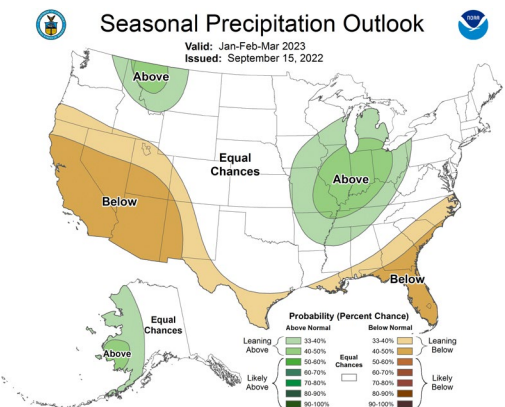 Seasonal Precipitation Outlook
Valid: Jan-Feb-Mar 2023
Issued: September 15, 2022
NOAA
Above
Equal
Chances
Above
Below
Below
Equal
Chances
Above
Probability (Percent Chance)
Above Normal
Below Normal
Leaning
Above
33-40%
40-50%
50-60%
Likely
Above
60-70%
70-80%
80-90%
90-100%
Equal
Chances
33-40%
40-50%
50-60%
60-70%
70-80%
80-90%
90-100%
Leaning
Below
Likely
Below